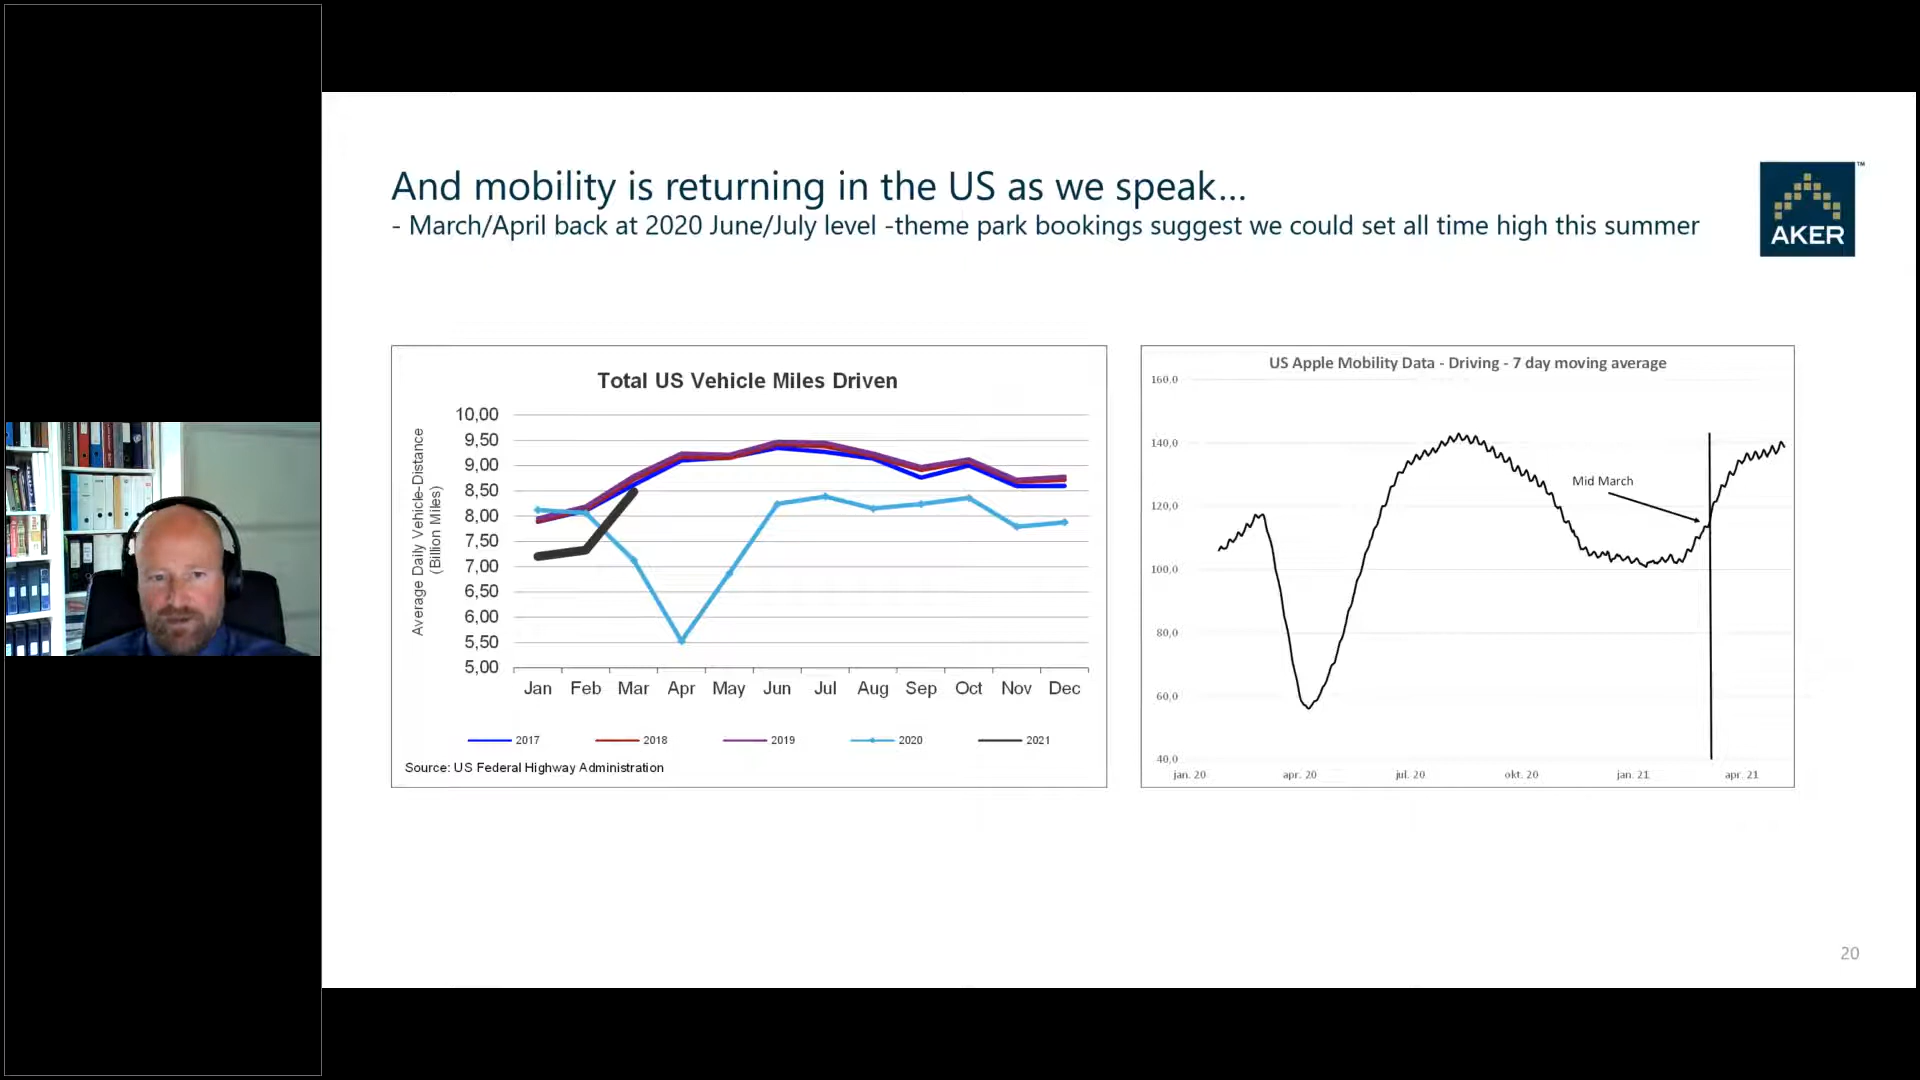 And mobility is returning in the US as we speak...
- March/April back at 2020 June/July level -theme park bookings suggest we could set all time high this summer
™
AKER
Total US Vehicle Miles Driven
Average Daily Vehicle-Distance
(Billion Miles)
10,00
9,50
9,00
8,50
8,00
7,50
7,00
6,50
6,00
5,50
5,00
Jan Feb Mar Apr May Jun Jul Aug Sep Oct Nov Dec
2017 2018 2019 2020 2021
Source: US Federal Highway Administration
US Apple Mobility Data - Driving - 7 day moving average
160,0
140,0
120,0
100,0
80,0
60,0
40,0
Mid March
jan. 20 apr. 20 jul. 20 okt. 20 jan. 21 apr. 21
20